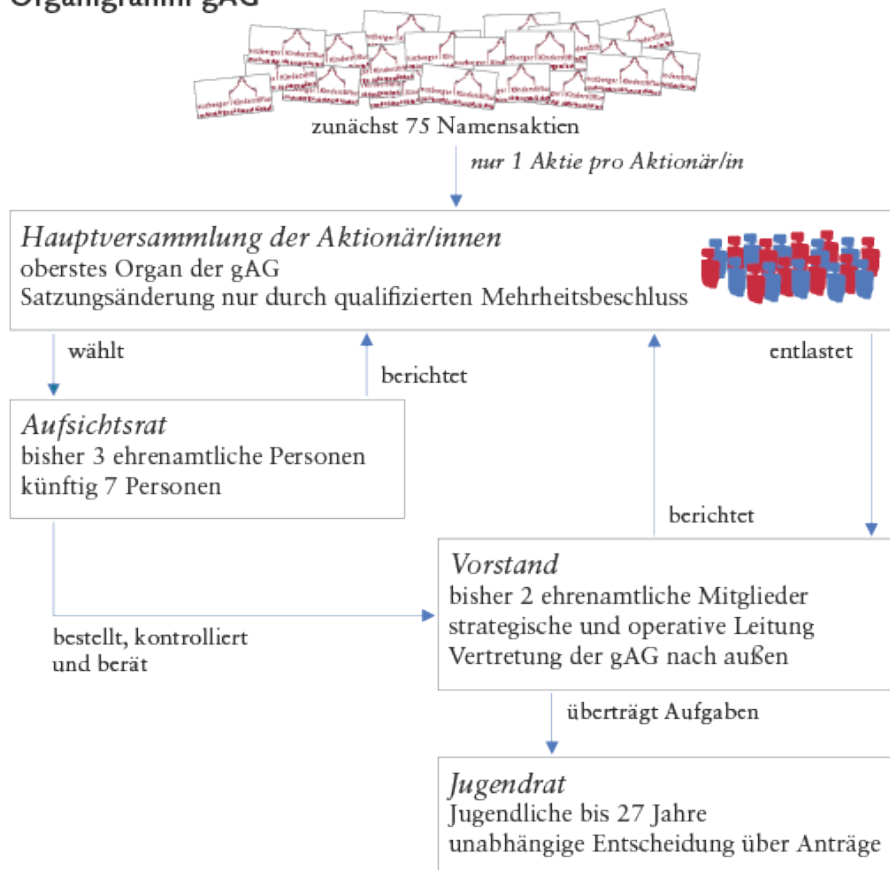 Organigramm gAG
zunächst 75 Namensaktien
nur 1 Aktie pro Aktionär/in
Hauptversammlung der Aktionär/innen
oberstes Organ der gAG
Satzungsänderung nur durch qualifizierten Mehrheitsbeschluss
wählt
entlastet
berichtet
Aufsichtsrat
bisher 3 ehrenamtliche Personen
künftig 7 Personen
berichtet
Vorstand
bisher 2 ehrenamtliche Mitglieder
strategische und operative Leitung
Vertretung der gAG nach außen
bestellt, kontrolliert
und berät
überträgt Aufgaben
Jugendrat
Jugendliche bis 27 Jahre
unabhängige Entscheidung über Anträge